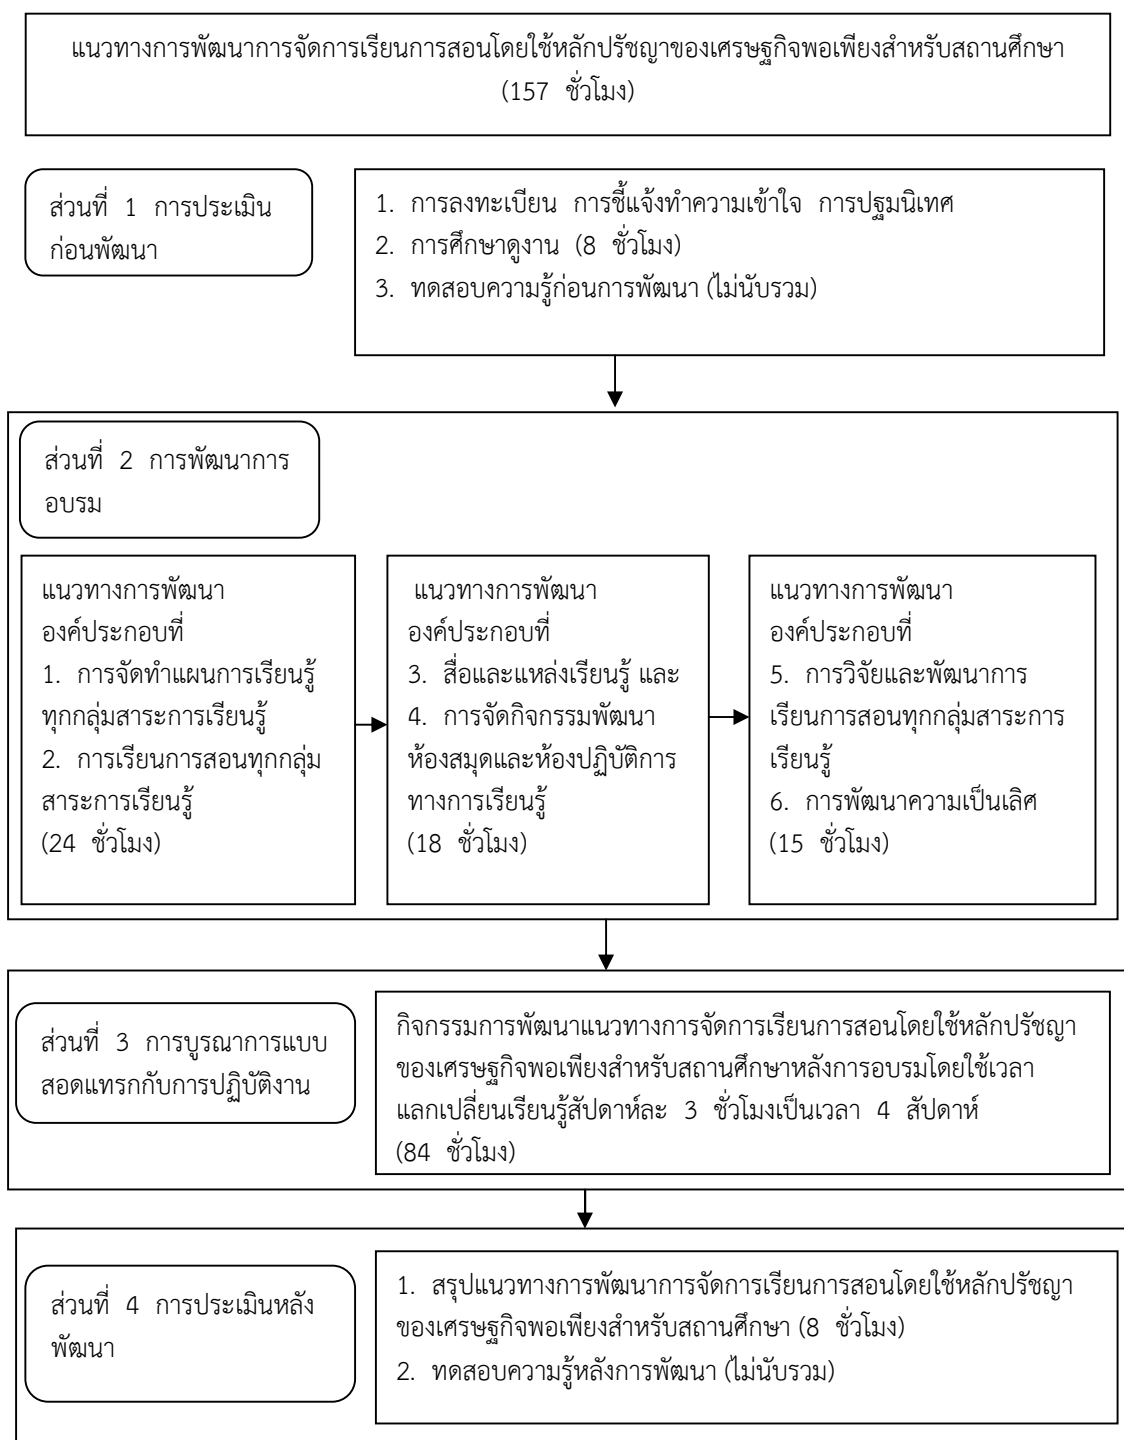 แนวทางการพัฒนาการจัดการเรียนการสอนโดยใช้หลักปรัชญาของเศรษฐกิจพอเพียงสำหรับสถานศึกษา
(157 ชั่วโมง)
ส่วนที่ 1 การประเมิน
ก่อนพัฒนา
1. การลงทะเบียน การชี้แจ้งทำความเข้าใจ การปฐมนิเทศ
2. การศึกษาดูงาน (8 ชั่วโมง)
3. ทดสอบความรู้ก่อนการพัฒนา (ไม่นับรวม)
ส่วนที่ 2 การพัฒนาการ
อบรม
แนวทางการพัฒนา
องค์ประกอบที่
1. การจัดทำแผนการเรียนรู้
ทุกกลุ่มสาระการเรียนรู้
2. การเรียนการสอนทุกกลุ่ม
สาระการเรียนรู้
(24 ชั่วโมง)
แนวทางการพัฒนา
องค์ประกอบที่
3. สื่อและแหล่งเรียนรู้ และ
4. การจัดกิจกรรมพัฒนา
ห้องสมุดและห้องปฏิบัติการ
ทางการเรียนรู้
(18 ชั่วโมง)
แนวทางการพัฒนา
องค์ประกอบที่
5. การวิจัยและพัฒนาการ
เรียนการสอนทุกกลุ่มสาระการ
เรียนรู้
6. การพัฒนาความเป็นเลิศ
(15 ชั่วโมง)
ส่วนที่ 3 การบูรณาการแบบ
สอดแทรกกับการปฏิบัติงาน
กิจกรรมการพัฒนาแนวทางการจัดการเรียนการสอนโดยใช้หลักปรัชญา
ของเศรษฐกิจพอเพียงสำหรับสถานศึกษาหลังการอบรมโดยใช้เวลา
แลกเปลี่ยนเรียนรู้สัปดาห์ละ 3 ชั่วโมงเป็นเวลา 4 สัปดาห์
(84 ชั่วโมง)
ส่วนที่ 4 การประเมินหลัง
พัฒนา
1. สรุปแนวทางการพัฒนาการจัดการเรียนการสอนโดยใช้หลักปรัชญา
ของเศรษฐกิจพอเพียงสำหรับสถานศึกษา (8 ชั่วโมง)
2. ทดสอบความรู้หลังการพัฒนา (ไม่นับรวม)